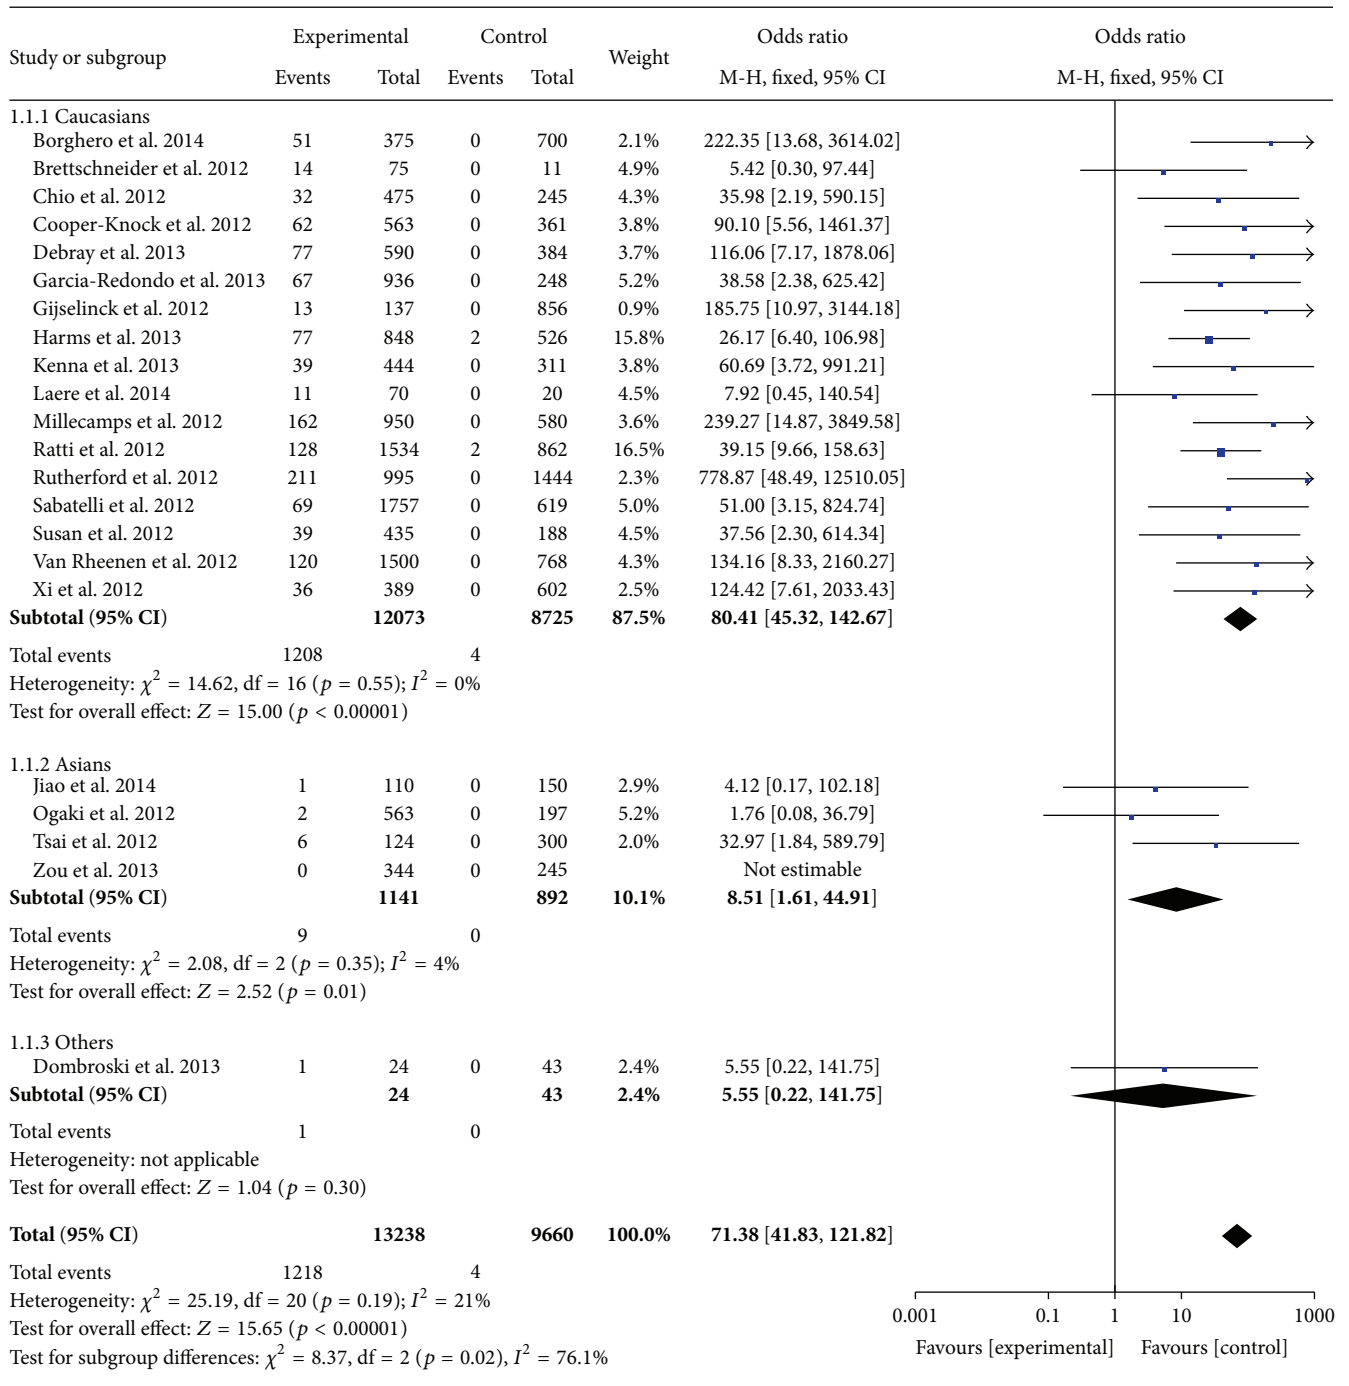 Study or subgroup Experimental Control Weight Odds ratio Odds ratio
Events Total Events Total M-H, fixed, 95% CI M-H, fixed, 95% CI
1.1.1 Caucasians
Borghero et al. 2014 51 375 0 700 2.1% 222.35 [13.68, 3614.02]
Brettschneider et al. 2012 14 75 0 11 4.9% 5.42 [0.30, 97.44]
Chio et al. 2012 32 475 0 245 4.3% 35.98 [2.19, 590.15]
Cooper-Knock et al. 2012 62 563 0 361 3.8% 90.10 [5.56, 1461.37]
Debray et al. 2013 77 590 0 384 3.7% 116.06 [7.17, 1878.06]
Garcia-Redondo et al. 2013 67 936 0 248 5.2% 38.58 [2.38, 625.42]
Gijselinck et al. 2012 13 137 0 856 0.9% 185.75 [10.97, 3144.18]
Harms et al. 2013 77 848 2 526 15.8% 26.17 [6.40, 106.98]
Kenna et al. 2013 39 444 0 311 3.8% 60.69 [3.72, 991.21]
Laere et al. 2014 11 70 0 20 4.5% 7.92 [0.45, 140.54]
Millecamps et al. 2012 162 950 0 580 3.6% 239.27 [14.87, 3849.58]
Ratti et al. 2012 128 1534 2 862 16.5% 39.15 [9.66, 158.63]
Rutherford et al. 2012 211 995 0 1444 2.3% 778.87 [48.49, 12510.05]
Sabatelli et al. 2012 69 1757 0 619 5.0% 51.00 [3.15, 824.74]
Susan et al. 2012 39 435 0 188 4.5% 37.56 [2.30, 614.34]
Van Rheenen et al. 2012 120 1500 0 768 4.3% 134.16 [8.33, 2160.27]
Xi et al. 2012 36 389 0 602 2.5% 124.42 [7.61, 2033.43]
Subtotal (95% CI) 12073 8725 87.5% 80.41 [45.32, 142.67]
Total events 1208 4
Heterogeneity: χ² = 14.62, df = 16 (p = 0.55); I² = 0%
Test for overall effect: Z = 15.00 (p < 0.00001)
1.1.2 Asians
Jiao et al. 2014 1 110 0 150 2.9% 4.12 [0.17, 102.18]
Ogaki et al. 2012 2 563 0 197 5.2% 1.76 [0.08, 36.79]
Tsai et al. 2012 6 124 0 300 2.0% 32.97 [1.84, 589.79]
Zou et al. 2013 0 344 0 245 Not estimable
Subtotal (95% CI) 1141 892 10.1% 8.51 [1.61, 44.91]
Total events 9 0
Heterogeneity: χ² = 2.08, df = 2 (p = 0.35); I² = 4%
Test for overall effect: Z = 2.52 (p = 0.01)
1.1.3 Others
Dombroski et al. 2013 1 24 0 43 2.4% 5.55 [0.22, 141.75]
Subtotal (95% CI) 24 43 2.4% 5.55 [0.22, 141.75]
Total events 1 0
Heterogeneity: not applicable
Test for overall effect: Z = 1.04 (p = 0.30)
Total (95% CI) 13238 9660 100.0% 71.38 [41.83, 121.82]
Total events 1218 4
Heterogeneity: χ² = 25.19, df = 20 (p = 0.19); I² = 21%
Test for overall effect: Z = 15.65 (p < 0.00001)
Test for subgroup differences: χ² = 8.37, df = 2 (p = 0.02), I² = 76.1%
0.001 0.1 1 10 1000
Favours [experimental] Favours [control]